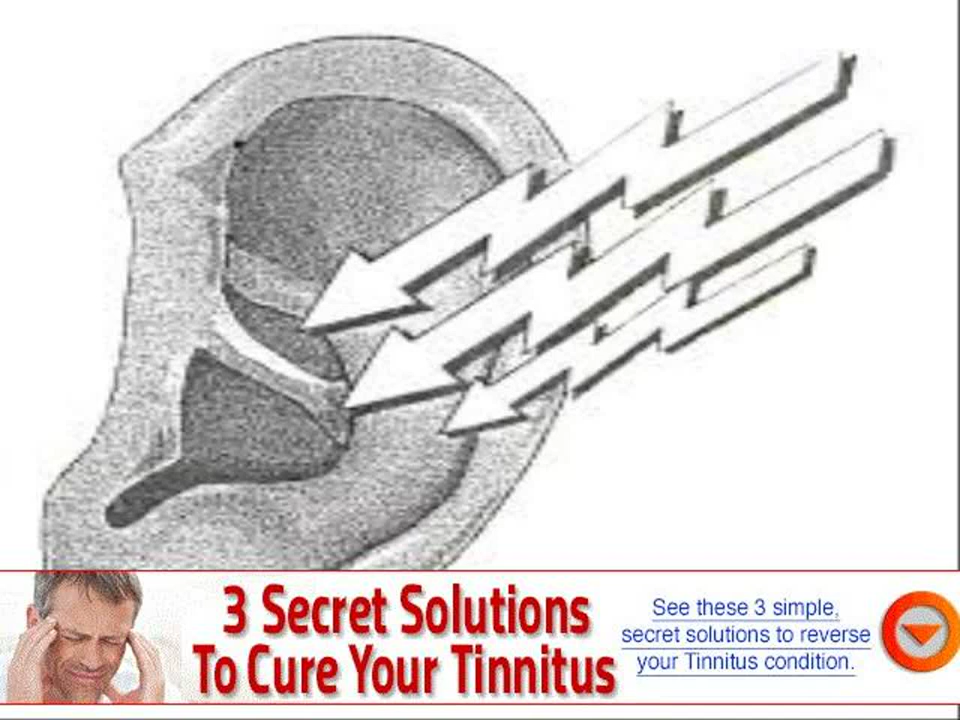 3 Secret Solutions
To Cure Your Tinnitus
See these 3 simple,
secret solutions to reverse
your Tinnitus condition.